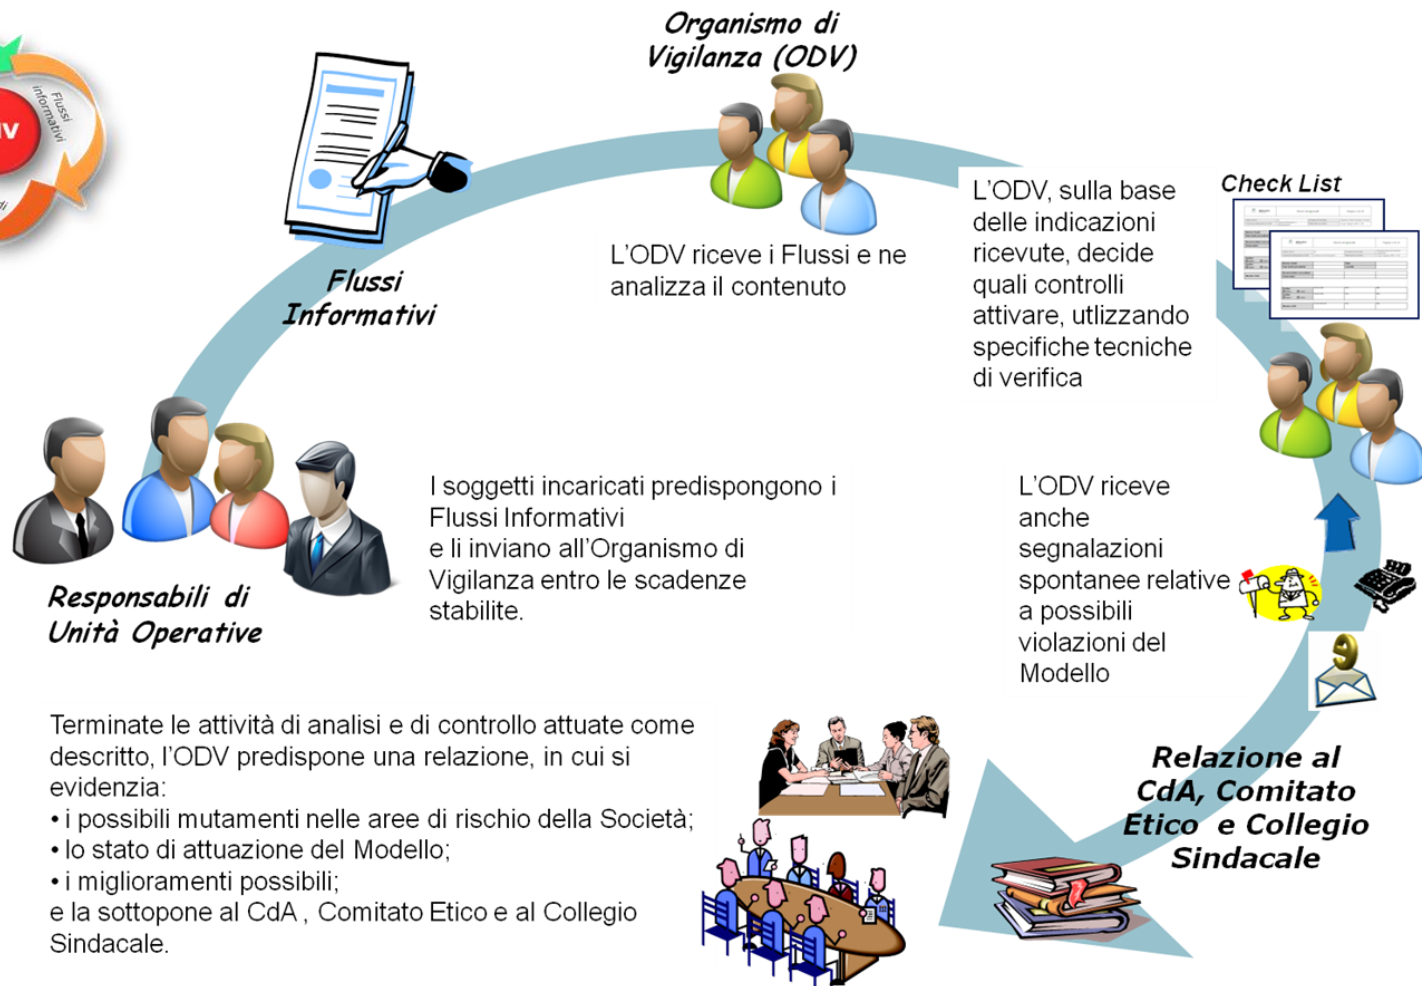 Organismo di
Vigilanza (ODV)
Flussi
informativi
IV
di
Flussi
Informativi
L'ODV riceve i Flussi e ne
analizza il contenuto
L'ODV, sulla base
delle indicazioni
ricevute, decide
quali controlli
attivare, utlizzando
specifiche tecniche
di verifica
Check List
Responsabili di
Unità Operative
I soggetti incaricati predispongono i
Flussi Informativi
e li inviano all'Organismo di
Vigilanza entro le scadenze
stabilite.
L'ODV riceve
anche
segnalazioni
spontanee relative
a possibili
violazioni del
Modello
Terminate le attività di analisi e di controllo attuate come
descritto, l'ODV predispone una relazione, in cui si
evidenzia:
• i possibili mutamenti nelle aree di rischio della Società;
• lo stato di attuazione del Modello;
• i miglioramenti possibili;
e la sottopone al CdA , Comitato Etico e al Collegio
Sindacale.
Relazione al
CdA, Comitato
Etico e Collegio
Sindacale